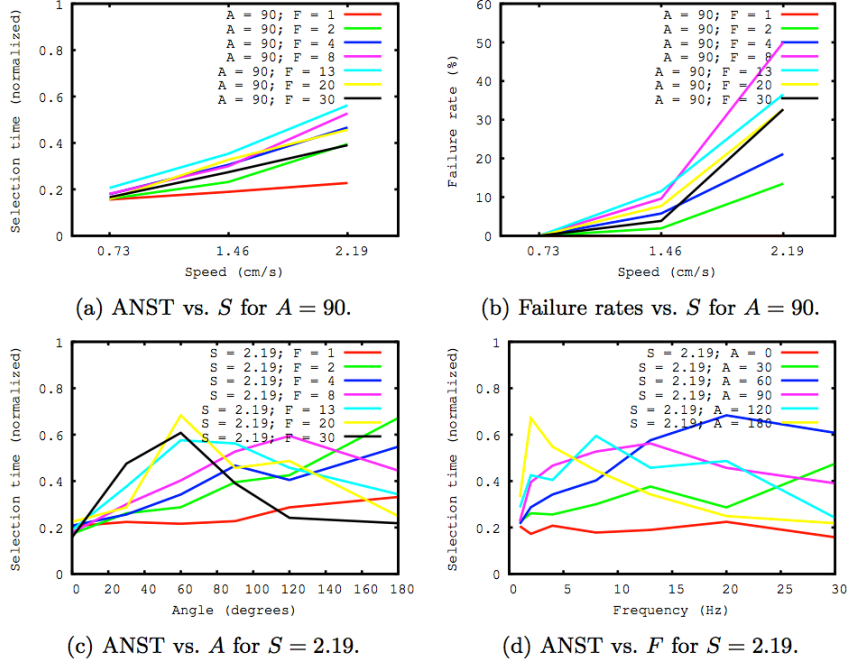 Selection time (normalized)
1
0.8
0.6
0.4
0.2
0
0.73
1.46
2.19
Speed (cm/s)
A = 90; F = 1
A = 90; F = 2
A = 90; F = 4
A = 90; F = 8
A = 90; F = 13
A = 90; F = 20
A = 90; F = 30
(a) ANST vs. S for A = 90.
Failure rate (%)
60
50
40
30
20
10
0
0.73
1.46
2.19
Speed (cm/s)
A = 90; F = 1
A = 90; F = 2
A = 90; F = 4
A = 90; F = 8
A = 90; F = 13
A = 90; F = 20
A = 90; F = 30
(b) Failure rates vs. S for A = 90.
Selection time (normalized)
1
0.8
0.6
0.4
0.2
0
0 20 40 60 80 100 120 140 160 180
Angle (degrees)
S = 2.19; F = 1
S = 2.19; F = 2
S = 2.19; F = 4
S = 2.19; F = 8
S = 2.19; F = 13
S = 2.19; F = 20
S = 2.19; F = 30
(c) ANST vs. A for S = 2.19.
Selection time (normalized)
1
0.8
0.6
0.4
0.2
0
0 5 10 15 20 25 30
Frequency (Hz)
S = 2.19; A = 0
S = 2.19; A = 30
S = 2.19; A = 60
S = 2.19; A = 90
S = 2.19; A = 120
S = 2.19; A = 180
(d) ANST vs. F for S = 2.19.